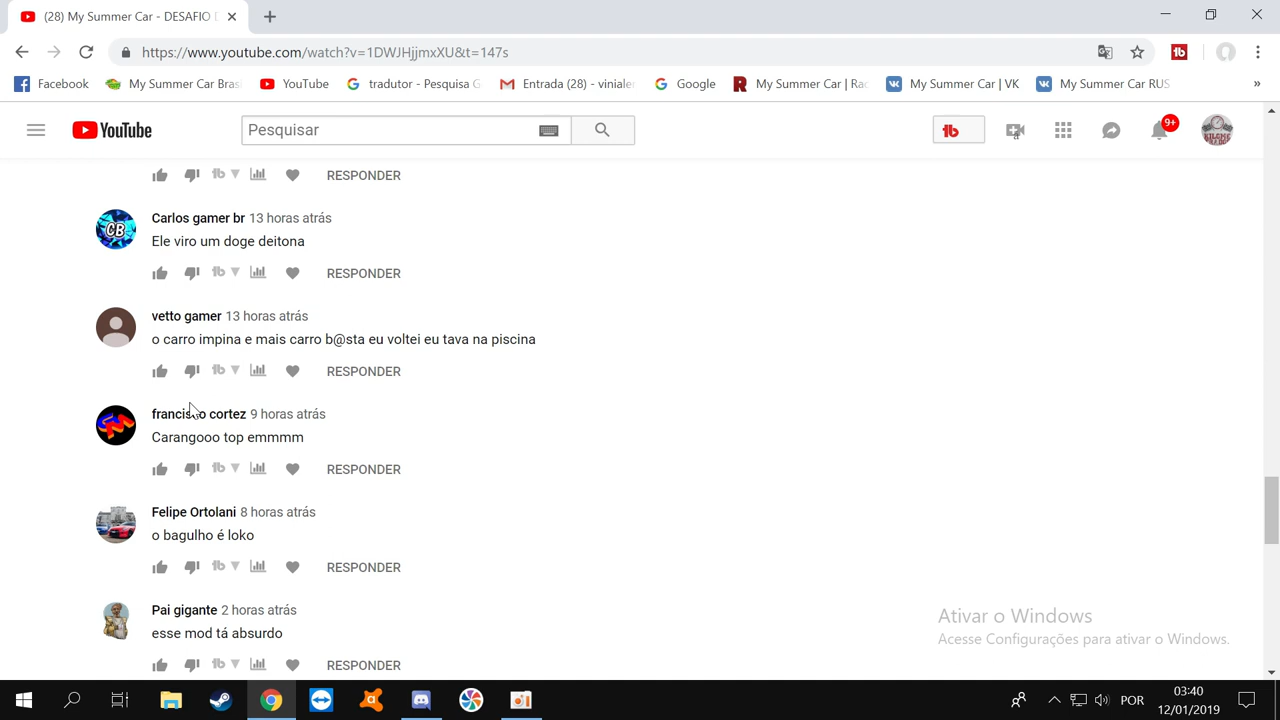 (28) My Summer Car - DESAFIO
https://www.youtube.com/watch?v=1DWJHjjmxXU&t=147s
Facebook My Summer Car Bras YouTube tradutor - Pesquisa G Entrada (28) - vinialer Google My Summer Car | Rac My Summer Car | VK My Summer Car RUS »
YouTube Pesquisar 9+
RESPONDER
Carlos gamer br 13 horas atrás
Ele viro um doge deitona
RESPONDER
vetto gamer 13 horas atrás
o carro impina e mais carro b@sta eu voltei eu tava na piscina
RESPONDER
francisco cortez 9 horas atrás
Carangooo top emmmm
RESPONDER
Felipe Ortolani 8 horas atrás
o bagulho é loko
RESPONDER
Pai gigante 2 horas atrás
esse mod tá absurdo
RESPONDER
Ativar o Windows
Acesse Configurações para ativar o Windows.
POR
03:40
12/01/2019